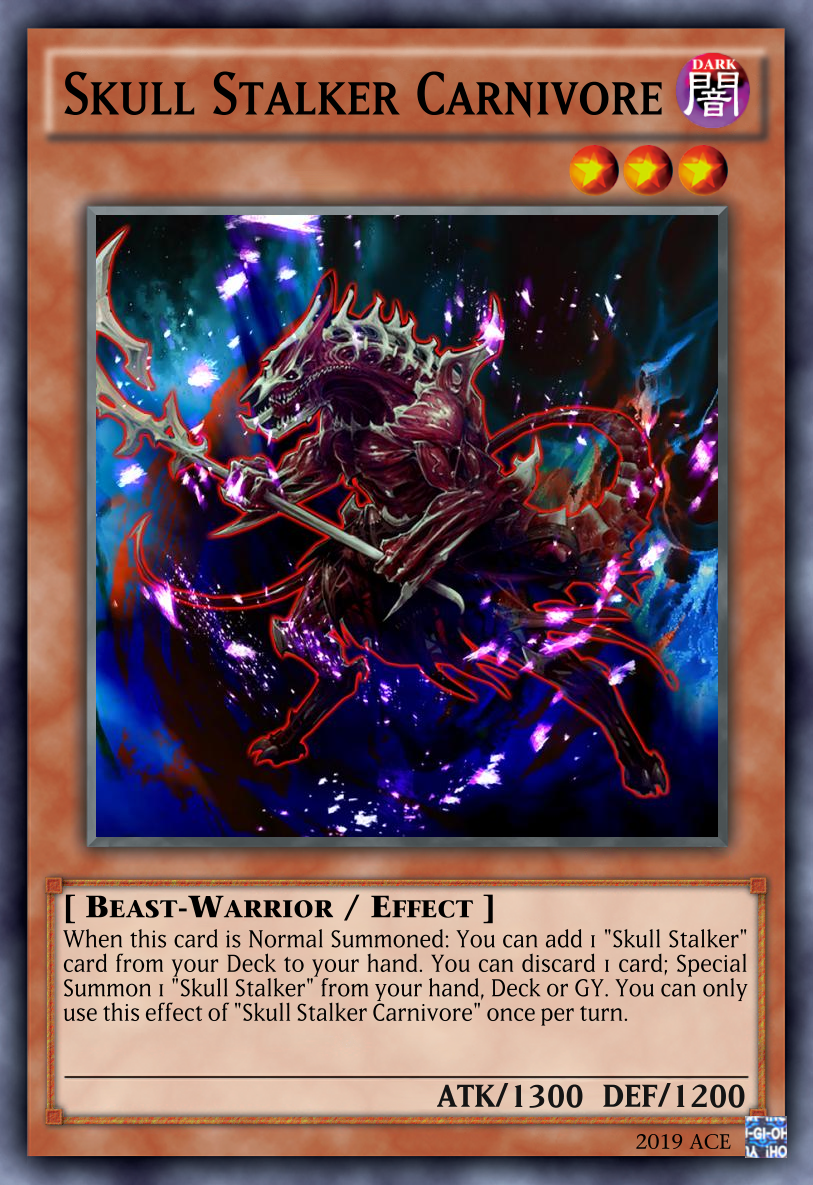 Skull Stalker Carnivore
DARK
闇
[ Beast-Warrior / Effect ]
When this card is Normal Summoned: You can add 1 "Skull Stalker"
card from your Deck to your hand. You can discard 1 card; Special
Summon 1 "Skull Stalker" from your hand, Deck or GY. You can only
use this effect of "Skull Stalker Carnivore" once per turn.
ATK/1300 DEF/1200
2019 ACE
I-GI-OH